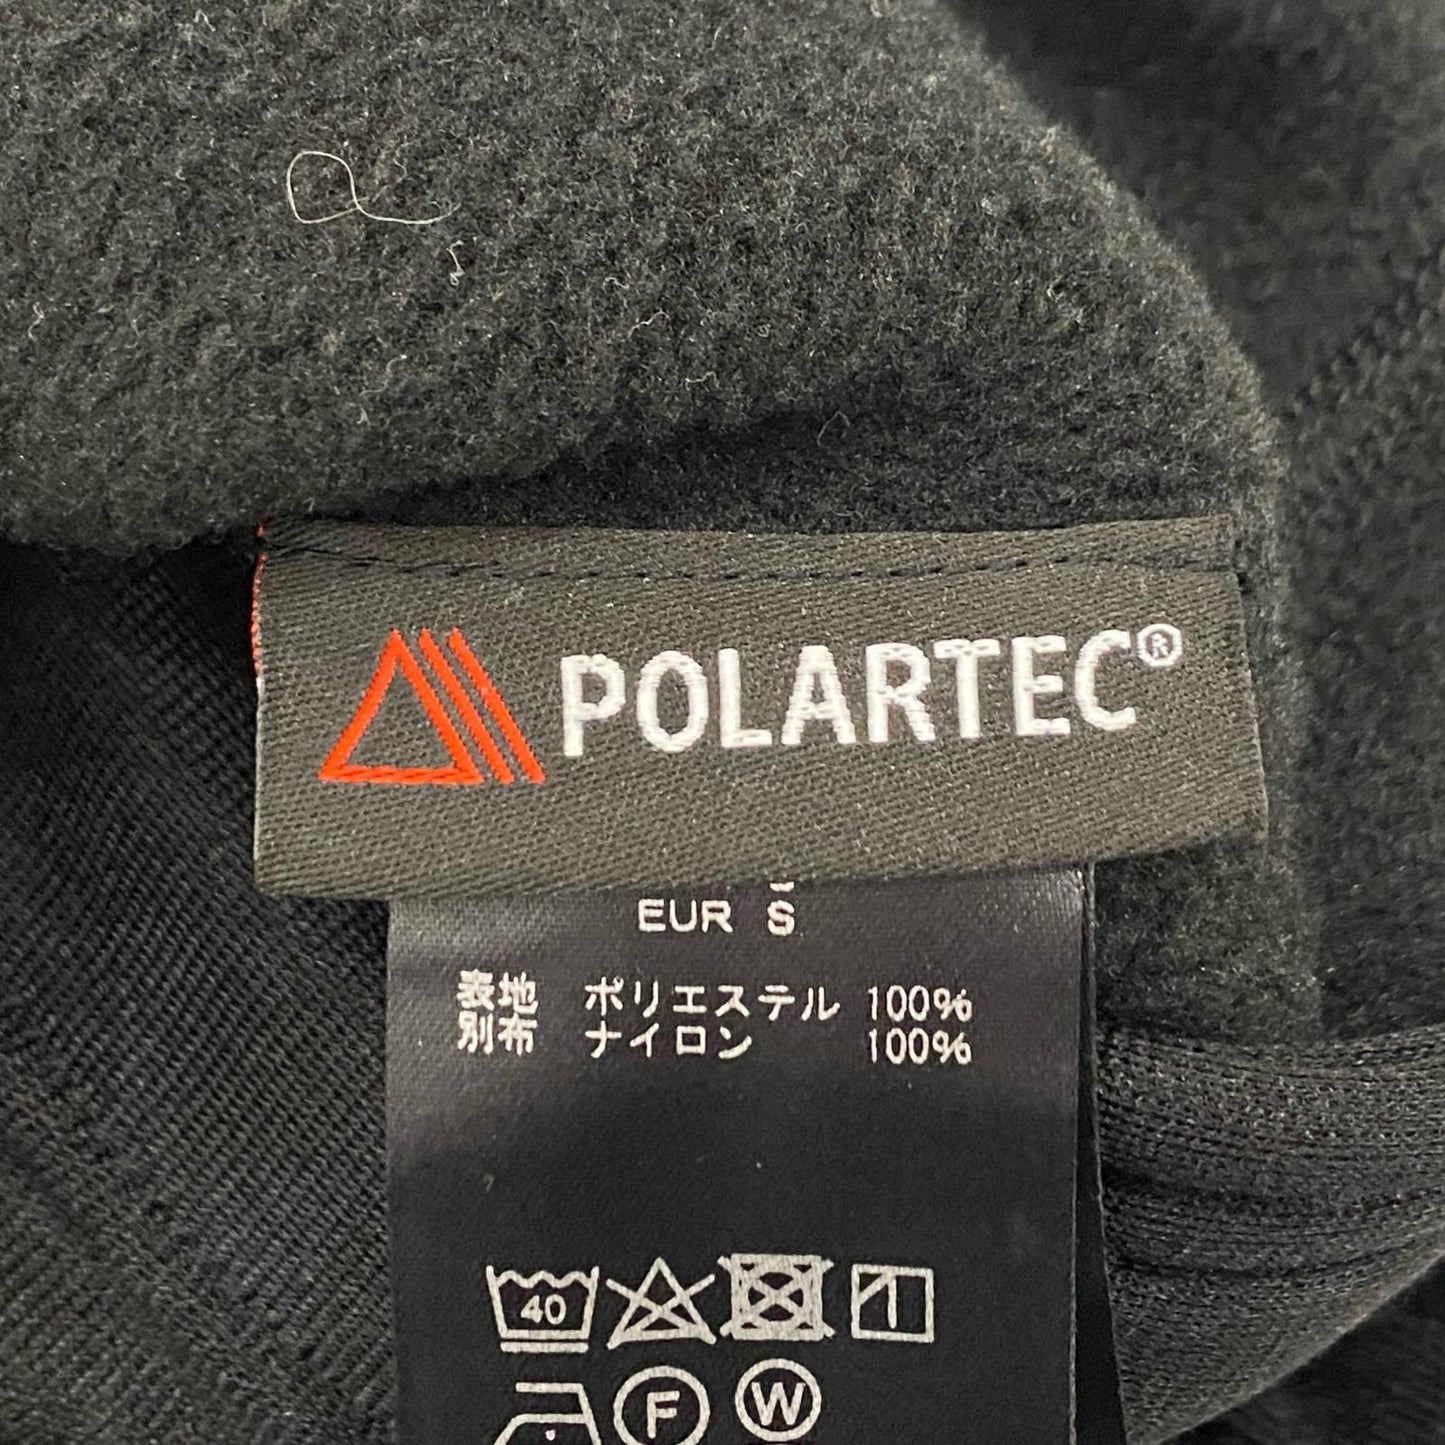 POLARTEC®
EUR S
表地 ポリエステル 100%
別布 ナイロン 100%
40
F
W